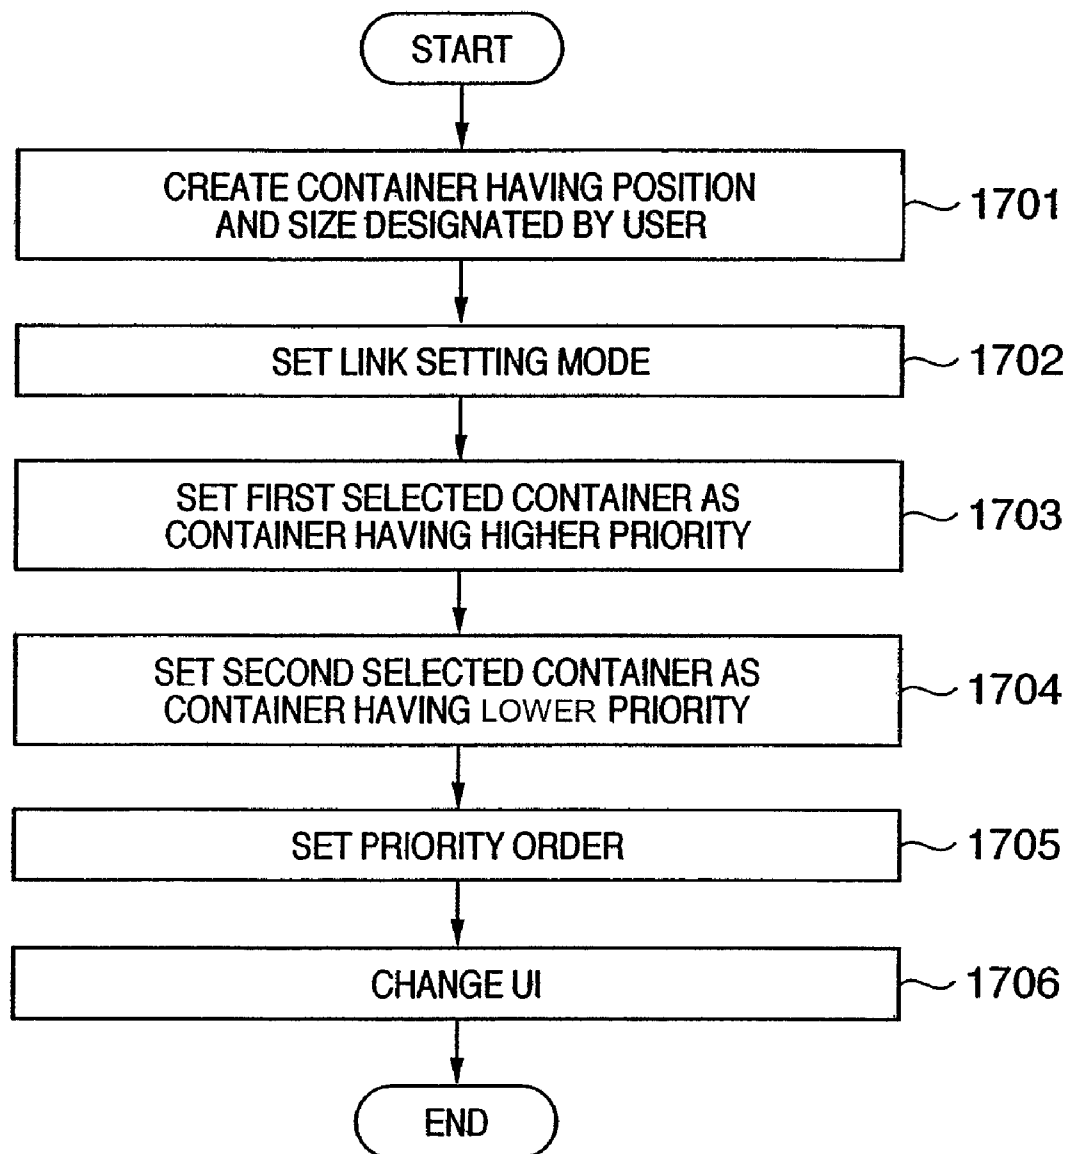 START
CREATE CONTAINER HAVING POSITION
AND SIZE DESIGNATED BY USER
1701
SET LINK SETTING MODE
1702
SET FIRST SELECTED CONTAINER AS
CONTAINER HAVING HIGHER PRIORITY
1703
SET SECOND SELECTED CONTAINER AS
CONTAINER HAVING LOWER PRIORITY
1704
SET PRIORITY ORDER
1705
CHANGE UI
1706
END